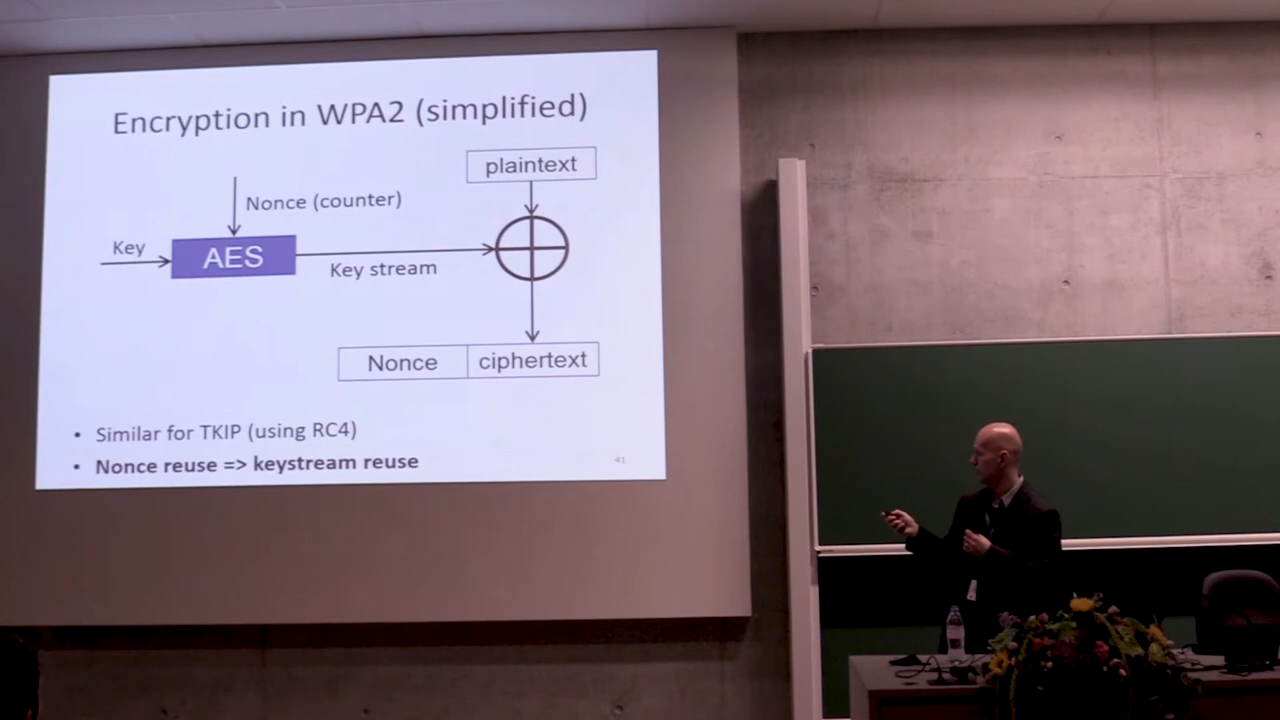 Encryption in WPA2 (simplified)
plaintext
Nonce (counter)
Key
AES
Key stream
Nonce
ciphertext
• Similar for TKIP (using RC4)
• Nonce reuse => keystream reuse
41